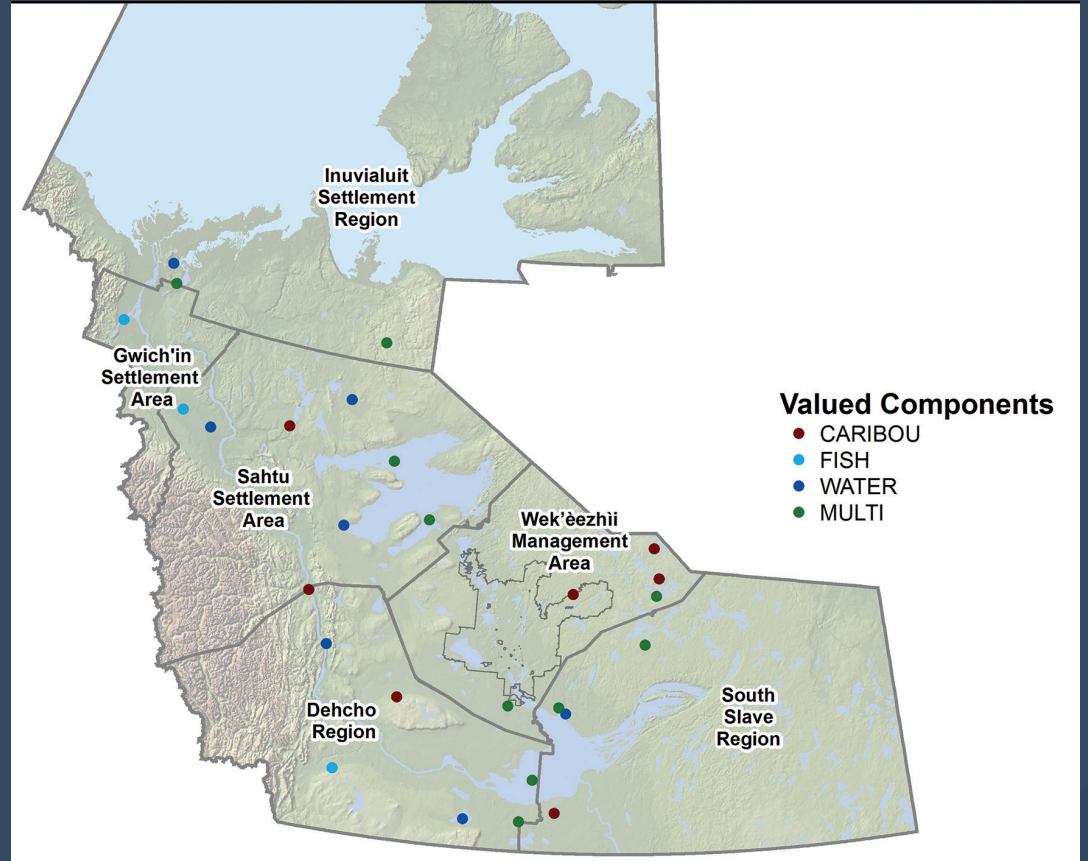 Inuvialuit
Settlement
Region
Gwich'in
Settlement
Area
Sahtu
Settlement
Area
Wek’èezhìi
Management
Area
Dehcho
Region
South
Slave
Region
Valued Components
CARIBOU
FISH
WATER
MULTI